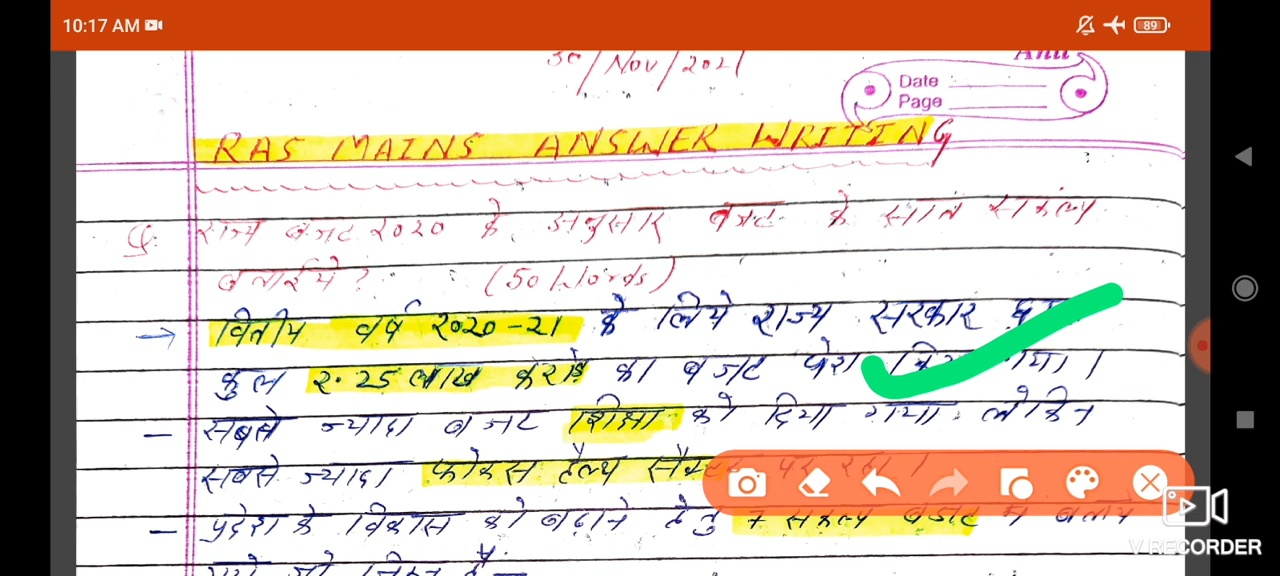 10:17 AM
89
30/Nov/2021
Date
Page
RAS MAINS ANSWER WRITING
Q. राज्य बजट 2020 के अनुसार बजट के सात संकल्प
बताईये? (50 Words)
→ वित्तीय वर्ष 2020-21 के लिये राज्य सरकार
कुल 2.25 लाख करोड़ का बजट पेश किया गया।
- सबसे ज्यादा बजट शिक्षा को दिया गया लेकिन
सबसे ज्यादा फोकस हैल्थ सैक्टर पर रहा।
- प्रदेश के विकास को बढ़ाने हेतु 7 संकल्प बजट में बताये
गये जो निम्न है -
V RECORDER